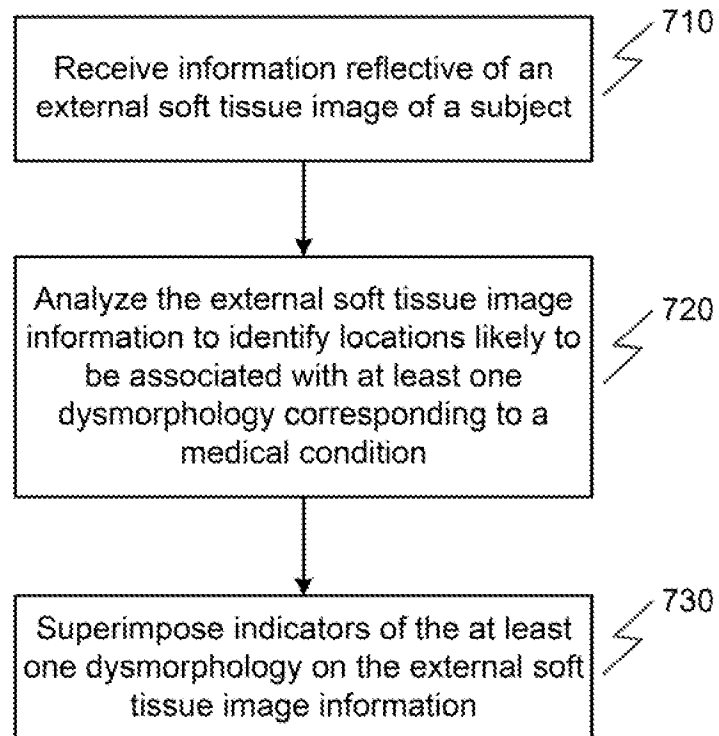 710
Receive information reflective of an
external soft tissue image of a subject
Analyze the external soft tissue image
information to identify locations likely to
be associated with at least one
dysmorphology corresponding to a
medical condition
720
Superimpose indicators of the at least
one dysmorphology on the external soft
tissue image information
730